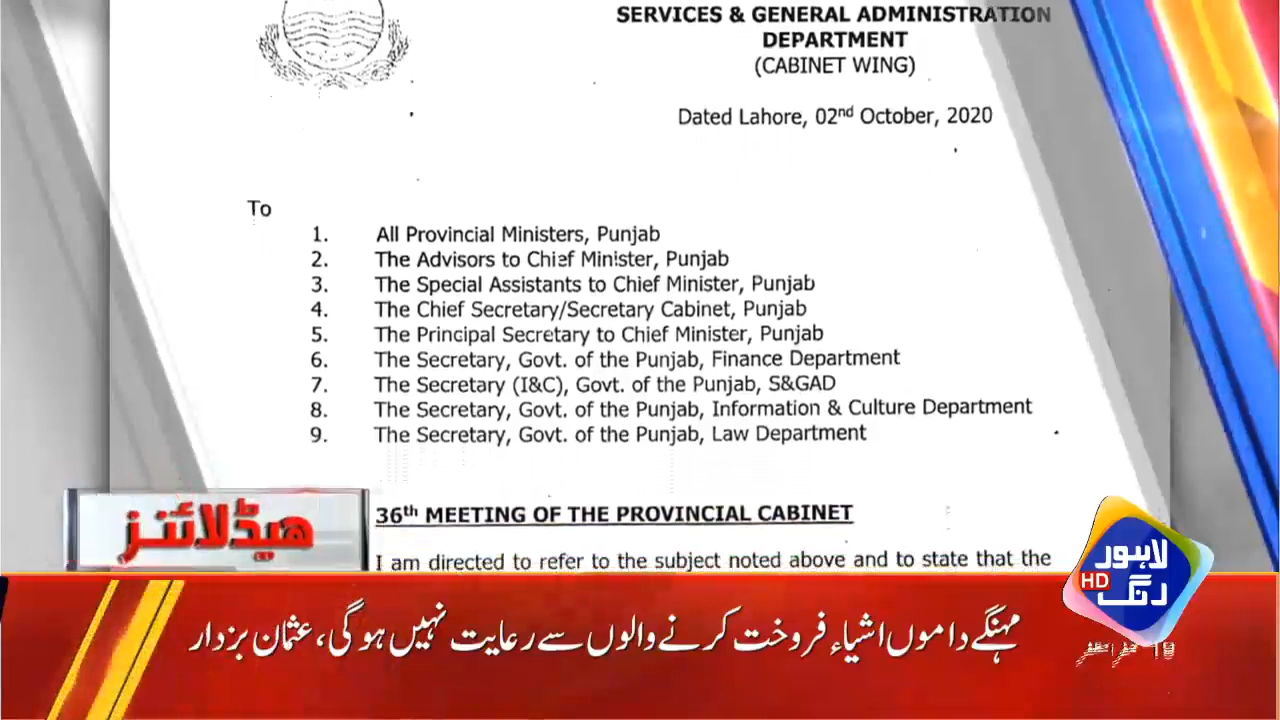 SERVICES & GENERAL ADMINISTRATION
DEPARTMENT
(CABINET WING)
Dated Lahore, 02nd October, 2020
To
1. All Provincial Ministers, Punjab
2. The Advisors to Chief Minister, Punjab
3. The Special Assistants to Chief Minister, Punjab
4. The Chief Secretary/Secretary Cabinet, Punjab
5. The Principal Secretary to Chief Minister, Punjab
6. The Secretary, Govt. of the Punjab, Finance Department
7. The Secretary (I&C), Govt. of the Punjab, S&GAD
8. The Secretary, Govt. of the Punjab, Information & Culture Department
9. The Secretary, Govt. of the Punjab, Law Department
36th MEETING OF THE PROVINCIAL CABINET
I am directed to refer to the subject noted above and to state that the
ہیڈلائنز
لاہور
رنگ HD
مہنگے داموں اشیاء فروخت کرنے والوں سے رعایت نہیں ہو گی، عثمان بزدار